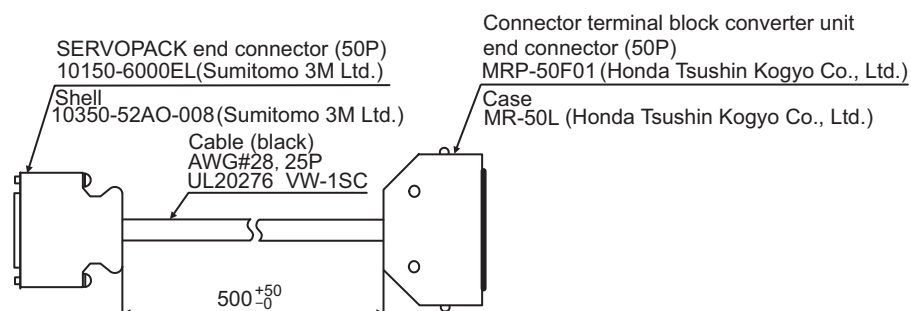 SERVOPACK end connector (50P)
10150-6000EL(Sumitomo 3M Ltd.)
Shell
10350-52AO-008(Sumitomo 3M Ltd.)
Cable (black)
AWG#28, 25P
UL20276 VW-1SC
Connector terminal block converter unit
end connector (50P)
MRP-50F01(Honda Tsushin Kogyo Co., Ltd.)
Case
MR-50L (Honda Tsushin Kogyo Co., Ltd.)
500 +50 -0